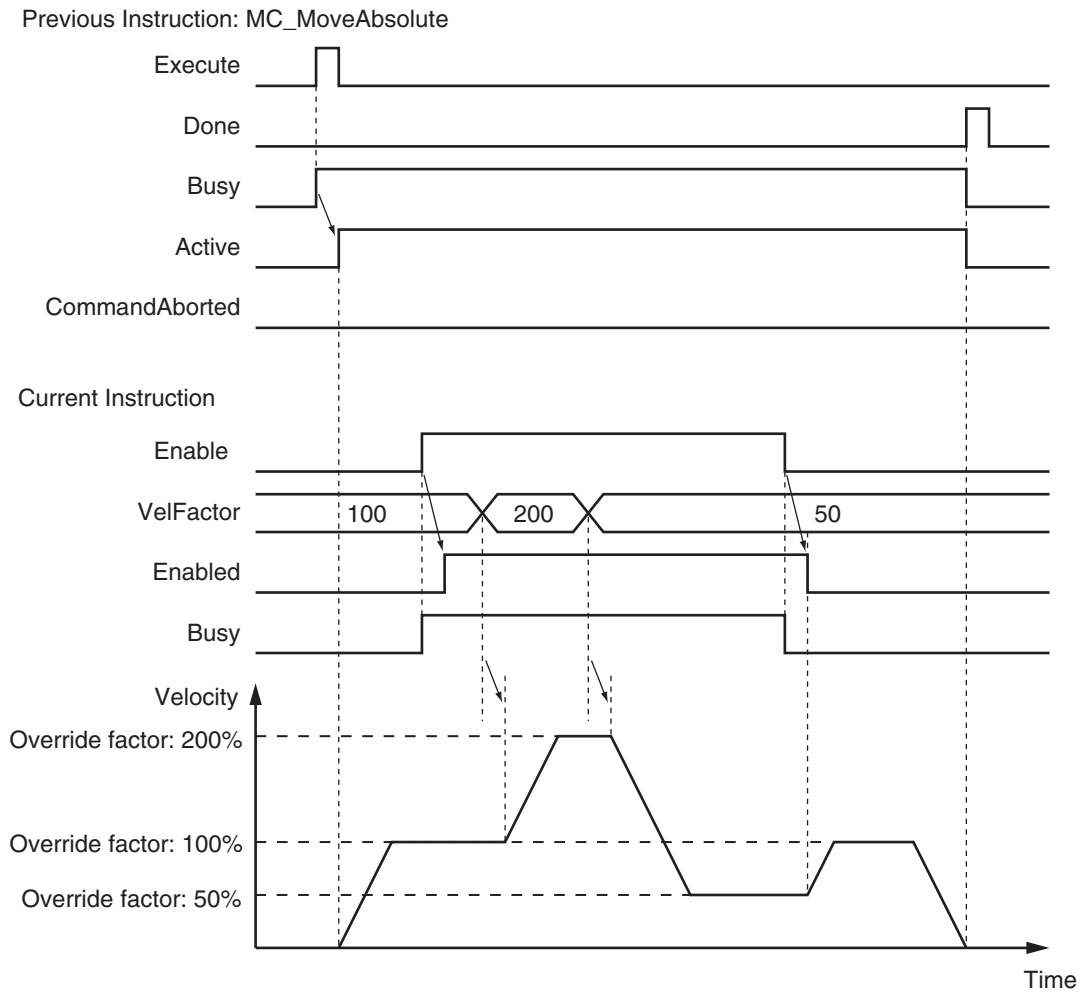 Previous Instruction: MC_MoveAbsolute
Execute
Done
Busy
Active
CommandAborted
Current Instruction
Enable
VelFactor
100
200
50
Enabled
Busy
Velocity
Override factor: 200%
Override factor: 100%
Override factor: 50%
Time